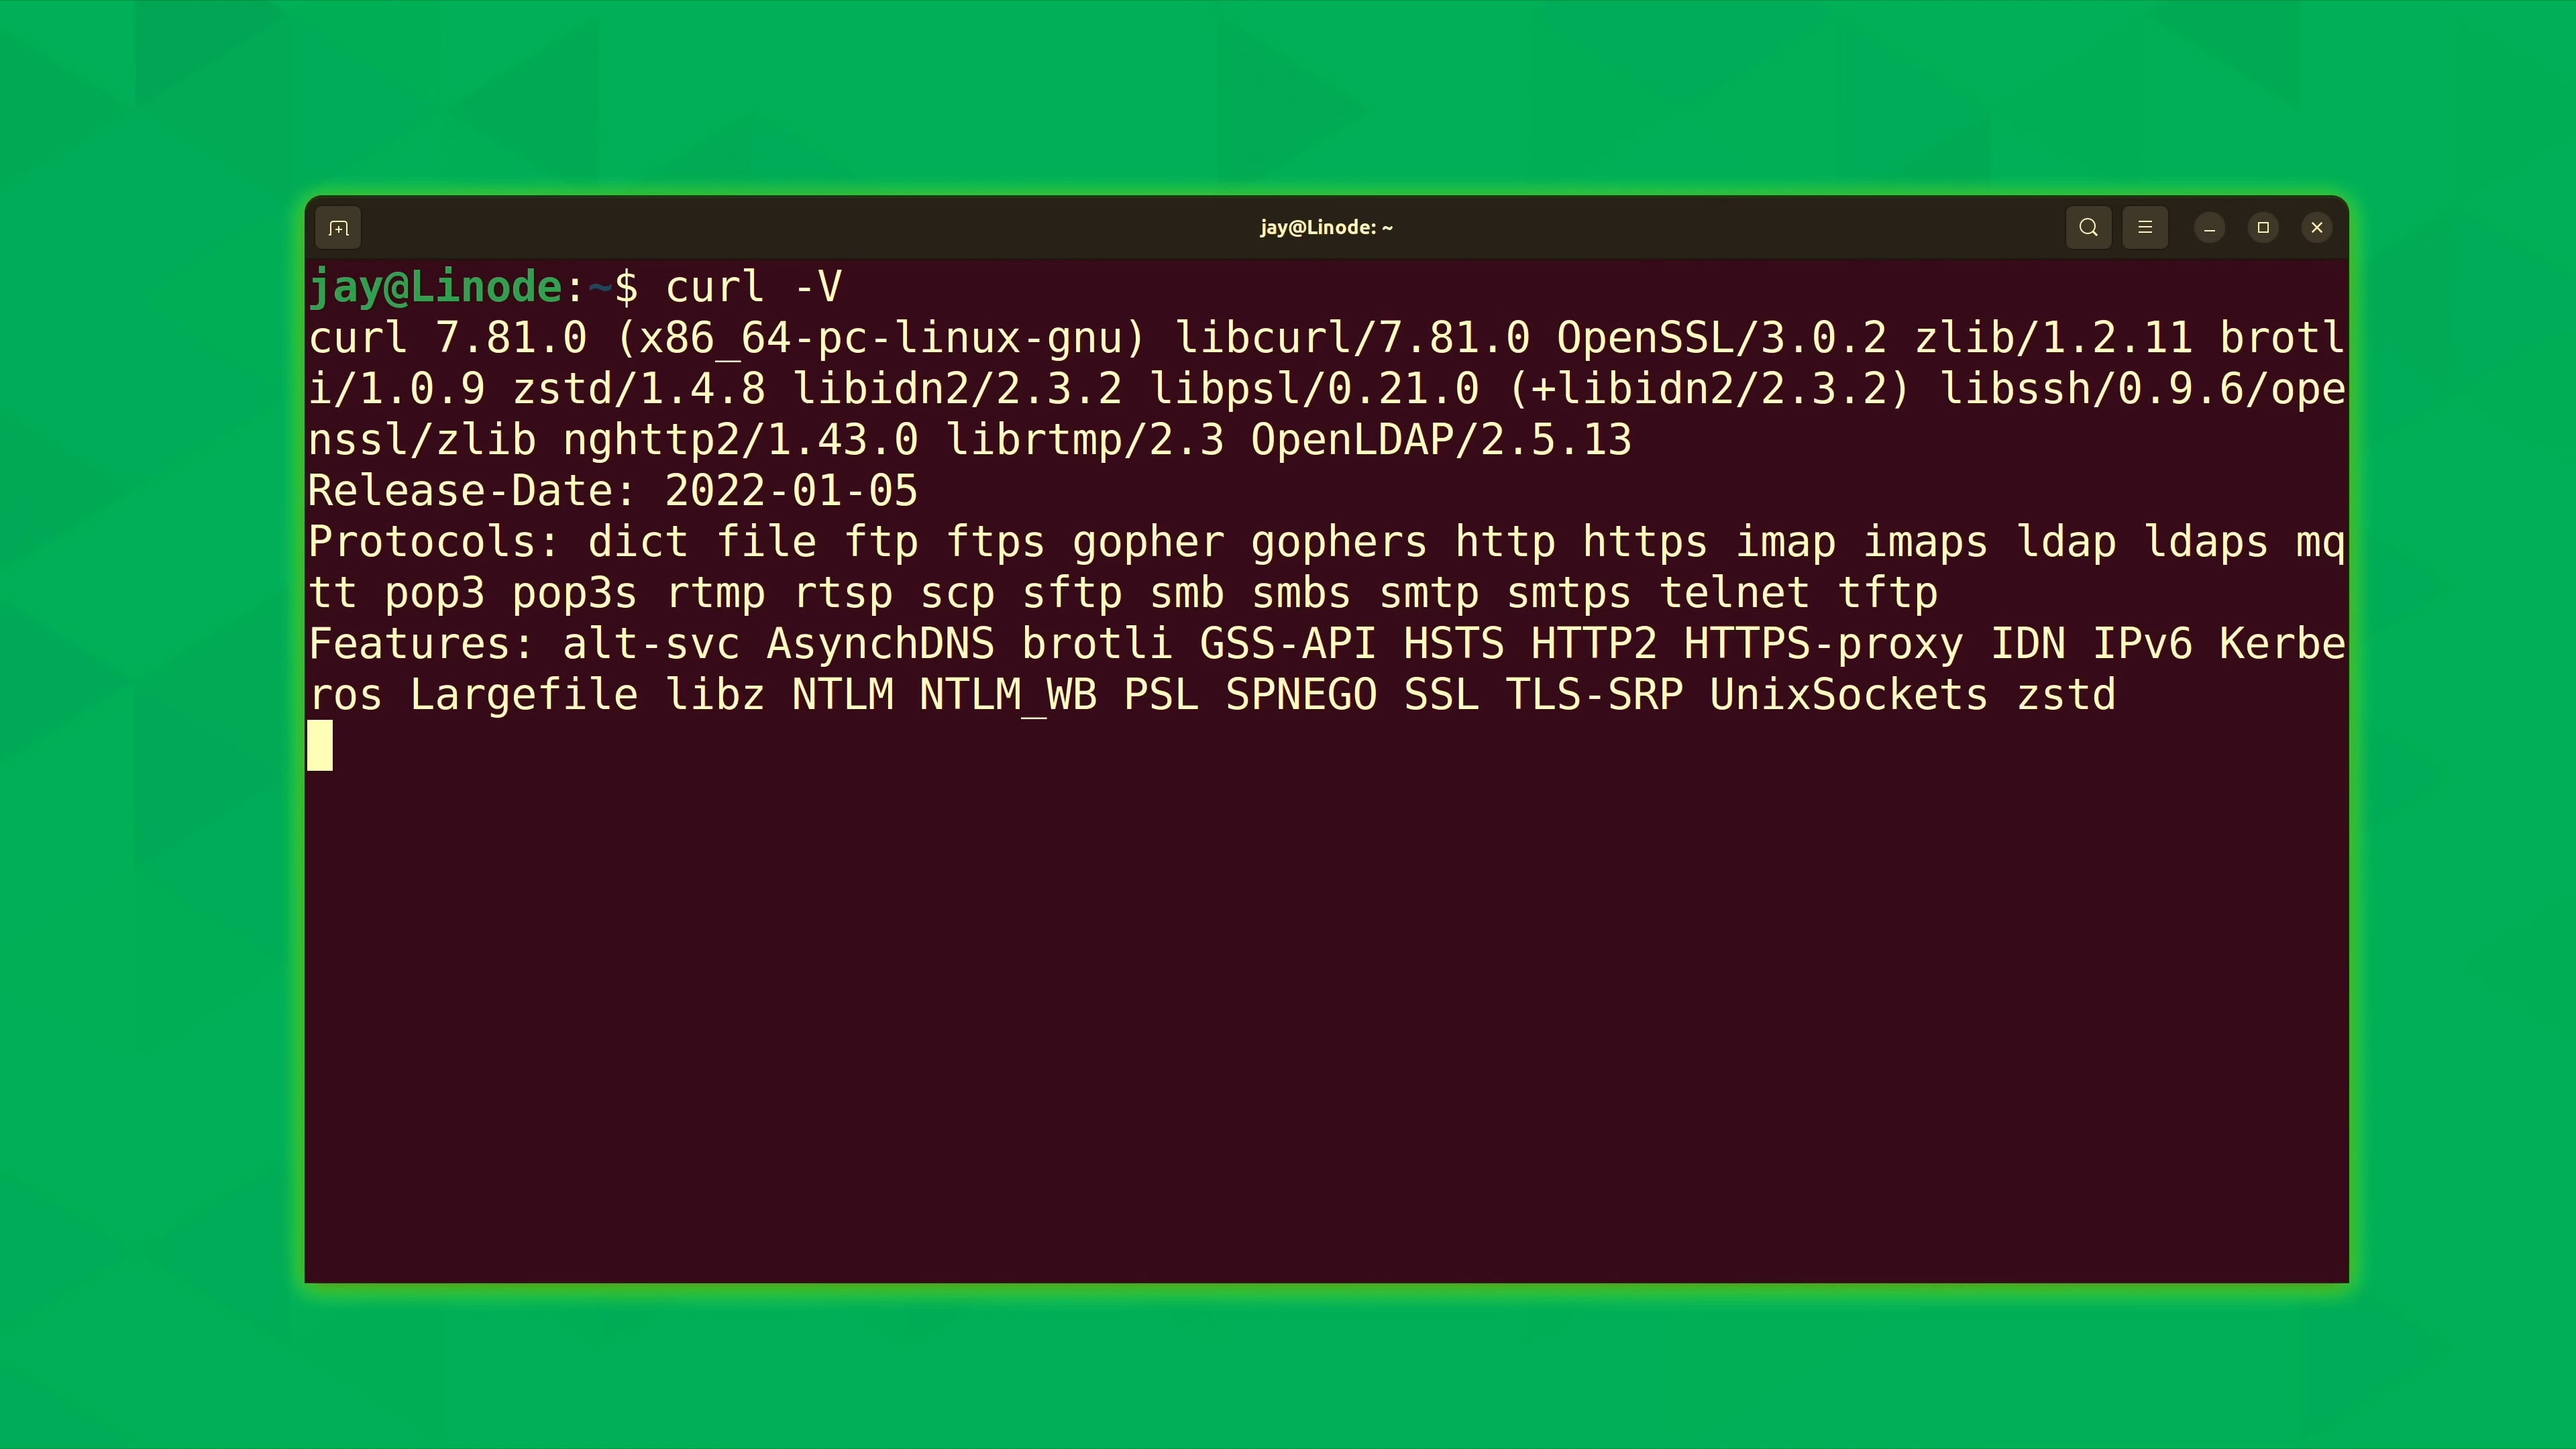 jay@Linode: ~
jay@Linode:~$ curl -V
curl 7.81.0 (x86_64-pc-linux-gnu) libcurl/7.81.0 OpenSSL/3.0.2 zlib/1.2.11 brotl
i/1.0.9 zstd/1.4.8 libidn2/2.3.2 libpsl/0.21.0 (+libidn2/2.3.2) libssh/0.9.6/ope
nssl/zlib nghttp2/1.43.0 librtmp/2.3 OpenLDAP/2.5.13
Release-Date: 2022-01-05
Protocols: dict file ftp ftps gopher gophers http https imap imaps ldap ldaps mq
tt pop3 pop3s rtmp rtsp scp sftp smb smbs smtp smtps telnet tftp
Features: alt-svc AsynchDNS brotli GSS-API HSTS HTTP2 HTTPS-proxy IDN IPv6 Kerbe
ros Largefile libz NTLM NTLM_WB PSL SPNEGO SSL TLS-SRP UnixSockets zstd